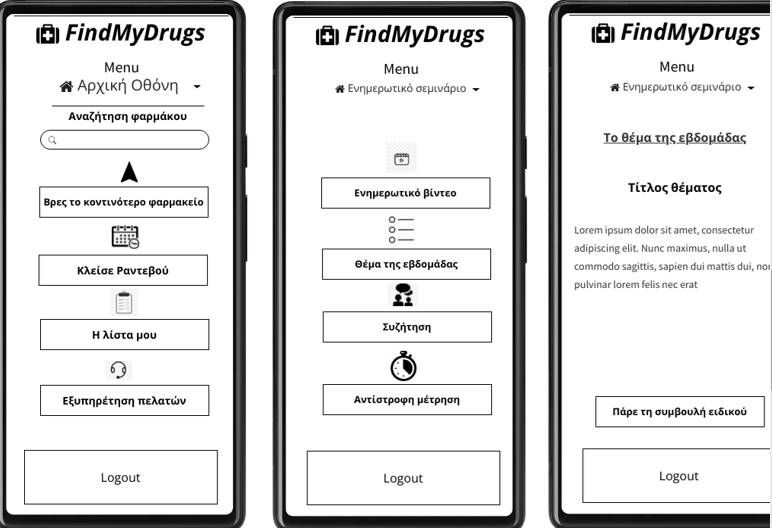 FindMyDrugs
Menu
Αρχική Οθόνη
Αναζήτηση φαρμάκου
Βρες το κοντινότερο φαρμακείο
Κλείσε Ραντεβού
Η λίστα μου
Εξυπηρέτηση πελατών
Logout
FindMyDrugs
Menu
Ενημερωτικό σεμινάριο
Ενημερωτικό βίντεο
Θέμα της εβδομάδας
Συζήτηση
Αντίστροφη μέτρηση
Logout
FindMyDrugs
Menu
Ενημερωτικό σεμινάριο
Το θέμα της εβδομάδας
Τίτλος θέματος
Lorem ipsum dolor sit amet, consectetur
adipiscing elit. Nunc maximus, nulla ut
commodo sagittis, sapien dui mattis dui,
pulvinar lorem felis nec erat
Πάρε τη συμβουλή ειδικού
Logout